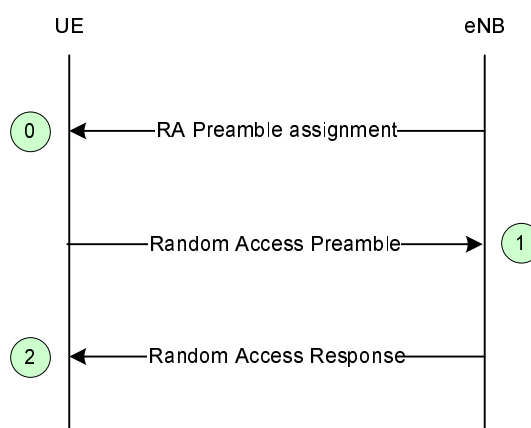 UE
eNB
0
RA Preamble assignment
Random Access Preamble
1
2
Random Access Response